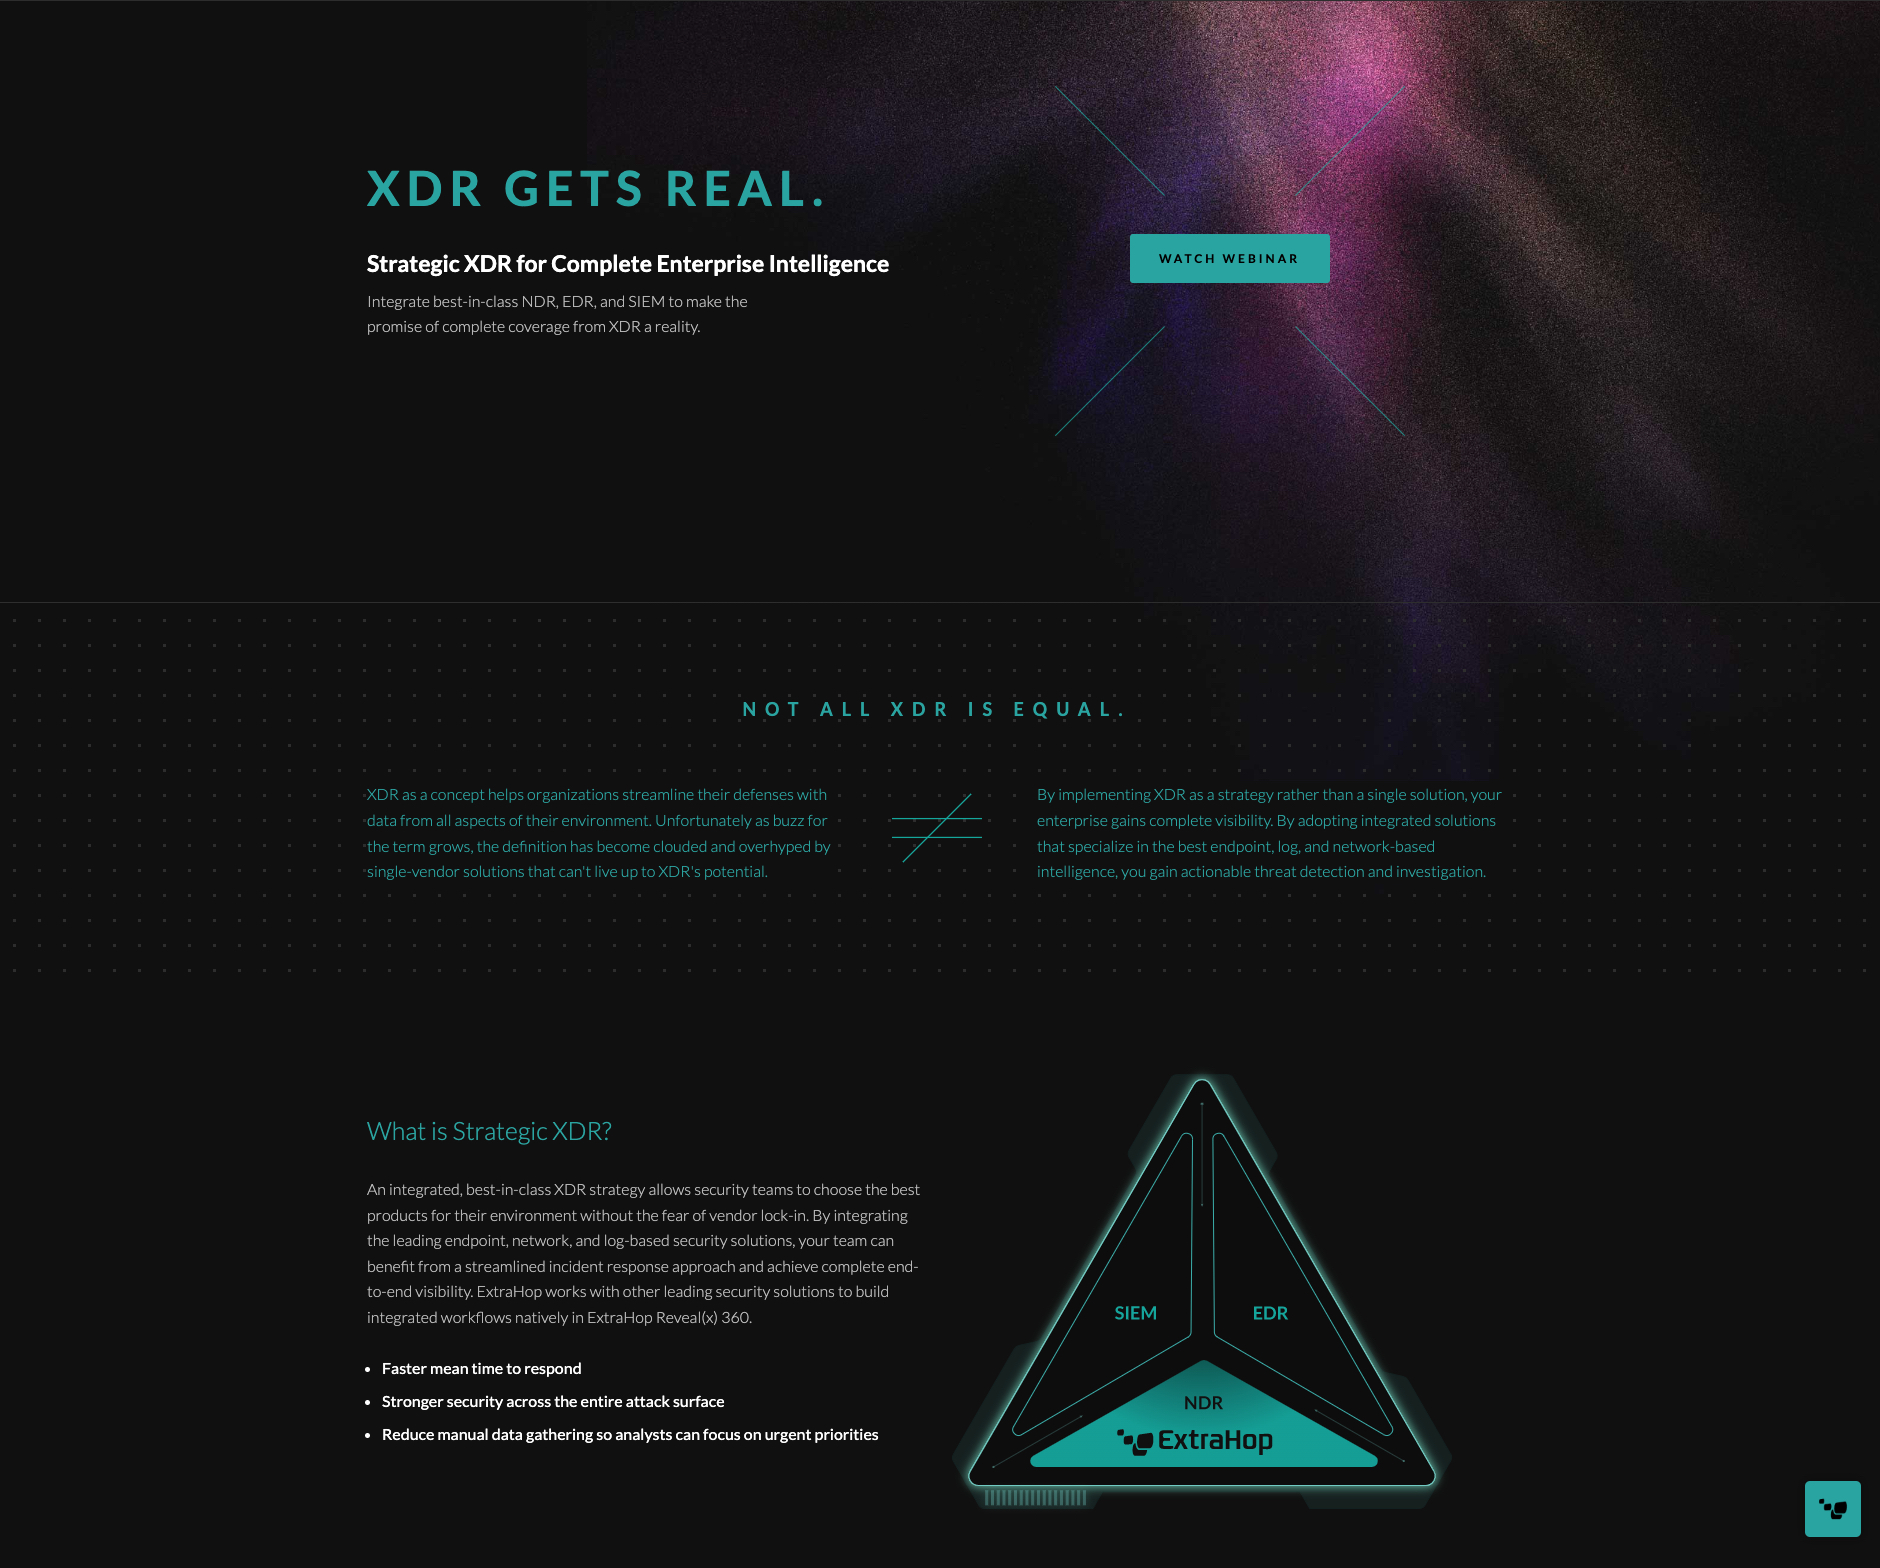 XDR GETS REAL.
Strategic XDR for Complete Enterprise Intelligence
Integrate best-in-class NDR, EDR, and SIEM to make the
promise of complete coverage from XDR a reality.
WATCH WEBINAR
NOT ALL XDR IS EQUAL.
XDR as a concept helps organizations streamline their defenses with
data from all aspects of their environment. Unfortunately as buzz for
the term grows, the definition has become clouded and overhyped by
single-vendor solutions that can't live up to XDR's potential.
By implementing XDR as a strategy rather than a single solution, your
enterprise gains complete visibility. By adopting integrated solutions
that specialize in the best endpoint, log, and network-based
intelligence, you gain actionable threat detection and investigation.
What is Strategic XDR?
An integrated, best-in-class XDR strategy allows security teams to choose the best
products for their environment without the fear of vendor lock-in. By integrating
the leading endpoint, network, and log-based security solutions, your team can
benefit from a streamlined incident response approach and achieve complete end-
to-end visibility. ExtraHop works with other leading security solutions to build
integrated workflows natively in ExtraHop Reveal(x) 360.
• Faster mean time to respond
• Stronger security across the entire attack surface
• Reduce manual data gathering so analysts can focus on urgent priorities
SIEM
EDR
NDR
ExtraHop